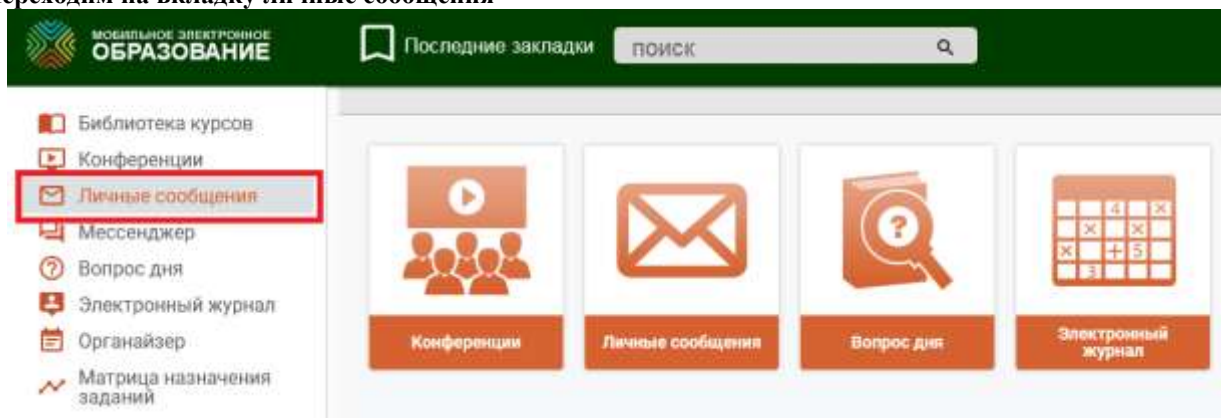 переходим на вкладку личные сообщения
МОБИЛЬНОЕ ЭЛЕКТРОННОЕ
ОБРАЗОВАНИЕ
Последние закладки
поиск
Библиотека курсов
Конференции
Личные сообщения
Мессенджер
Вопрос дня
Электронный журнал
Органайзер
Матрица назначения
заданий
Конференции
Личные сообщения
Вопрос дня
Электронный
журнал